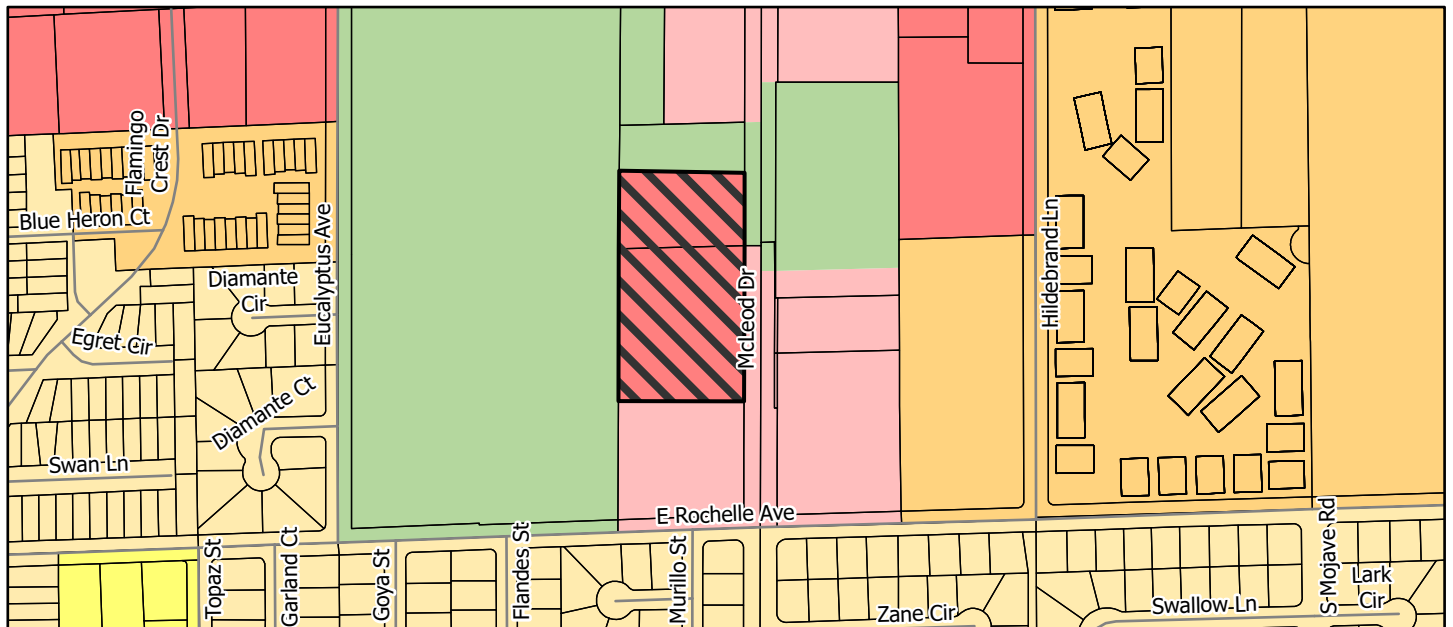 Flamingo
Crest Dr
Blue Heron Ct
Eucalyptus Ave
Diamante
Cir
Egret Cir
Diamante Ct
Swan Ln
McLeod Dr
Hildebrand Ln
E Rochelle Ave
Topaz St
Garland Ct
Goya St
Flandes St
Murillo St
Zane Cir
Swallow Ln
S Mojave Rd
Lark
Cir